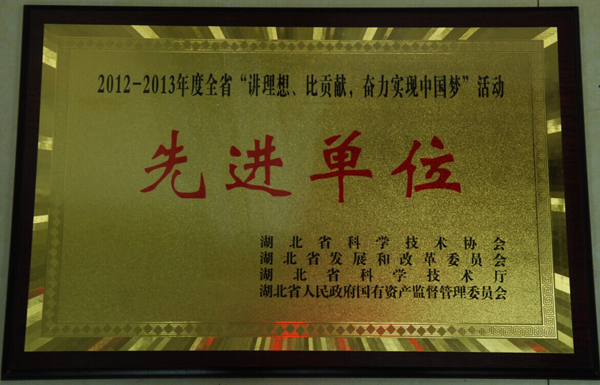 2012-2013年度全省“讲理想、比贡献，奋力实现中国梦”活动
先进单位
湖北省科学技术协会
湖北省发展和改革委员会
湖北省科学技术厅
湖北省人民政府国有资产监督管理委员会